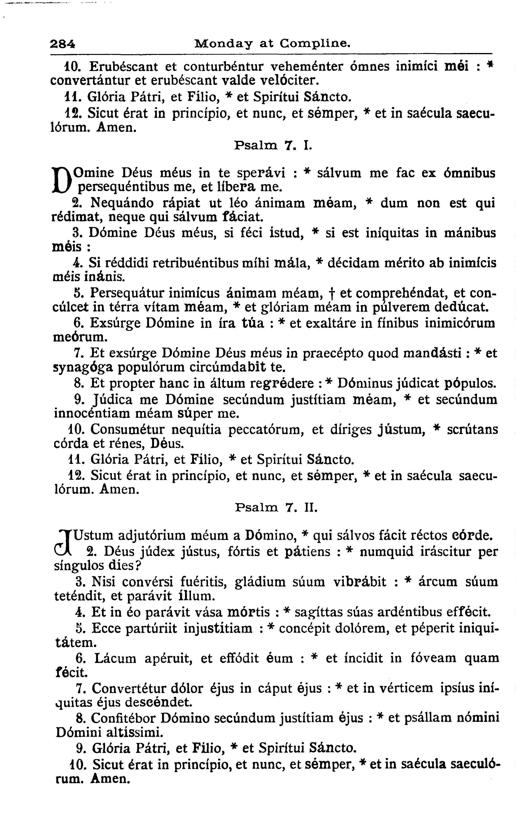 284 Monday at Compline.
10. Erubéscant et conturbéntur veheménter ómnes inimíci méi : *
convertántur et erubéscant valde velóciter.
11. Glória Pátri, et Fílio, * et Spirítui Sáncto.
12. Sicut érat in princípio, et nunc, et sémper, * et in saécula saecu-
lórum. Amen.
Psalm 7. I.
DOmine Déus méus in te sperávi : * sálvum me fac ex ómnibus
persequéntibus me, et líbera me.
2. Nequándo rápiat ut léo ánimam méam, * dum non est qui
rédimat, neque qui sálvum fáciat.
3. Dómine Déus méus, si féci istud, * si est iníquitas in mánibus
méis :
4. Si réddidi retribuéntibus míhi mála, * décidam mérito ab inimícis
méis inánis.
5. Persequátur inimícus ánimam méam, † et comprehéndat, et con-
cúlcet in térra vítam méam, * et glóriam méam in púlverem dedúcat.
6. Exsúrge Dómine in íra túa : * et exaltáre in fínibus inimicórum
meórum.
7. Et exsúrge Dómine Déus méus in praecépto quod mandásti : * et
synagóga populórum circúmdabit te.
8. Et propter hanc in áltum regrédere : * Dóminus júdicat pópulos.
9. Júdica me Dómine secúndum justítiam méam, * et secúndum
innocéntiam méam súper me.
10. Consumétur nequítia peccatórum, et díriges jústum, * scrútans
córda et rénes, Déus.
11. Glória Pátri, et Fílio, * et Spirítui Sáncto.
12. Sicut érat in princípio, et nunc, et sémper, * et in saécula saecu-
lórum. Amen.
Psalm 7. II.
JUstum adjutórium méum a Dómino, * qui sálvos fácit réctos córde.
2. Déus júdex jústus, fórtis et pátiens : * numquid iráscitur per
síngulos dies?
3. Nisi convérsi fuéritis, gládium súum vibrábit : * árcum súum
teténdit, et parávit íllum.
4. Et in éo parávit vása mórtis : * sagíttas súas ardéntibus effécit.
5. Ecce partúriit injustítiam : * concépit dolórem, et péperit iniqui-
tátem.
6. Lácum apéruit, et effódit éum : * et íncidit in fóveam quam
fécit.
7. Convertétur dólor éjus in cáput éjus : * et in vérticem ipsíus iní-
quitas éjus descéndet.
8. Confitébor Dómino secúndum justítiam éjus : * et psállam nómini
Dómini altíssimi.
9. Glória Pátri, et Fílio, * et Spirítui Sáncto.
10. Sicut érat in princípio, et nunc, et sémper, * et in saécula saeculó-
rum. Amen.